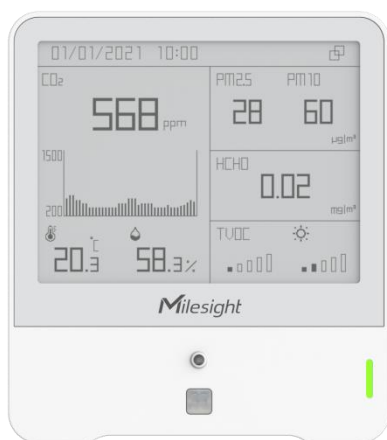 01/01/2021 10:00
CO₂
568 ppm
1500
200
20.3 °C
58.3%
PM2.5 PM10
28 60
µg/m³
HCHO
0.02
mg/m³
TVOC
Milesight